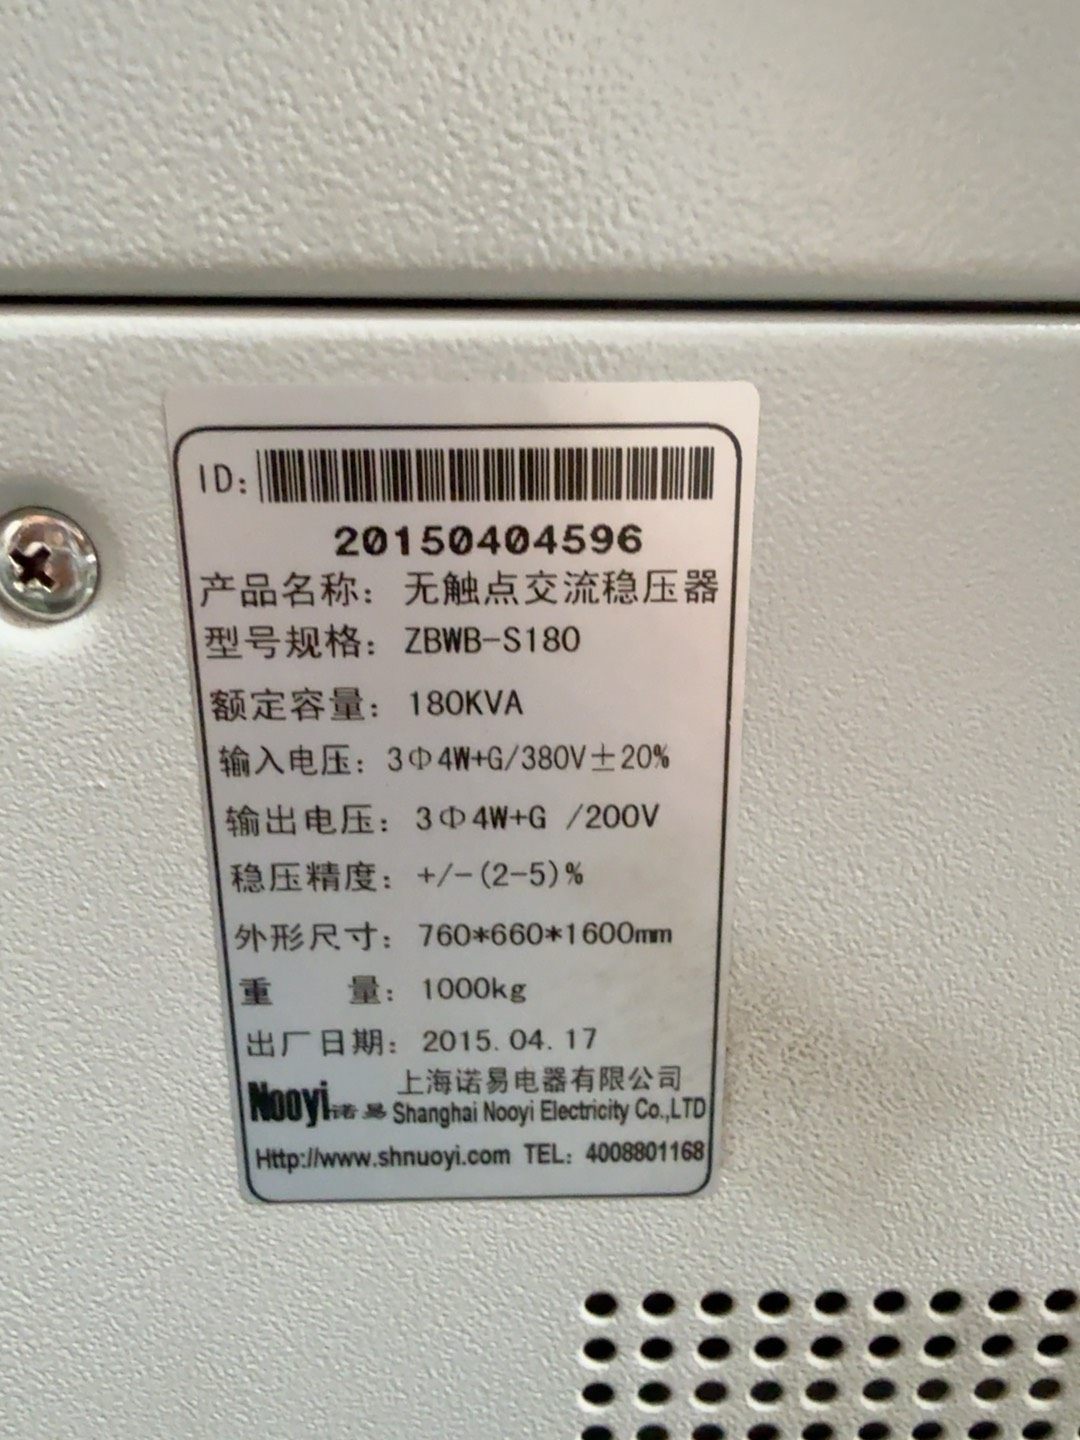 ID:
20150404596
产品名称：无触点交流稳压器
型号规格：ZBWB-S180
额定容量：180KVA
输入电压：3Φ4W+G/380V±20%
输出电压：3Φ4W+G /200V
稳压精度：+/-(2-5)%
外形尺寸：760*660*1600mm
重 量：1000kg
出厂日期：2015.04.17
Nooyi诺易 上海诺易电器有限公司
Shanghai Nooyi Electricity Co.,LTD
Http://www.shnuoyi.com TEL：4008801168